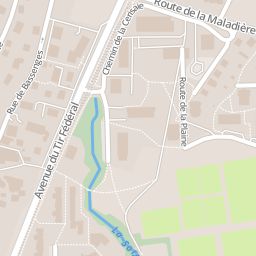 Route de la Maladière
Chemin de la Cerisaie
Rue de Bassenges
Avenue du Tir Fédéral
Route de la Plaine